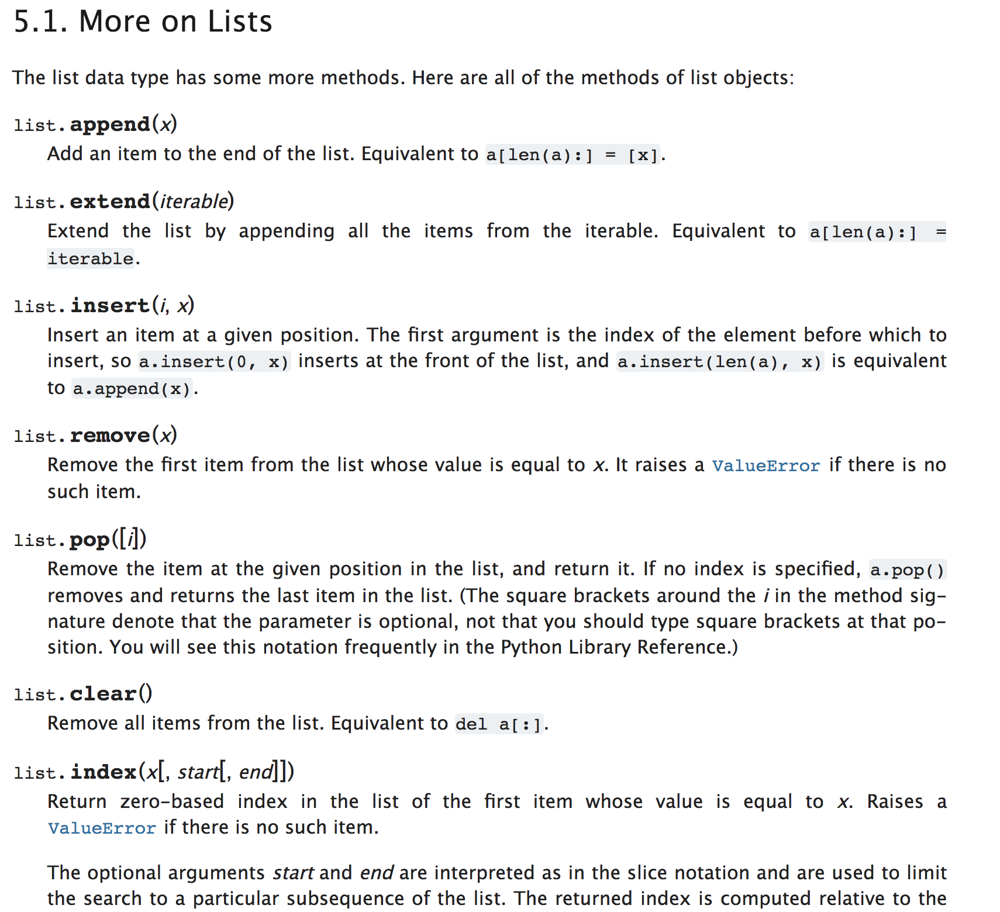 5.1. More on Lists
The list data type has some more methods. Here are all of the methods of list objects:
list.append(x)
Add an item to the end of the list. Equivalent to a[len(a):] = [x].
list.extend(iterable)
Extend the list by appending all the items from the iterable. Equivalent to a[len(a):] =
iterable.
list.insert(i, x)
Insert an item at a given position. The first argument is the index of the element before which to
insert, so a.insert(0, x) inserts at the front of the list, and a.insert(len(a), x) is equivalent
to a.append(x).
list.remove(x)
Remove the first item from the list whose value is equal to x. It raises a ValueError if there is no
such item.
list.pop([i])
Remove the item at the given position in the list, and return it. If no index is specified, a.pop()
removes and returns the last item in the list. (The square brackets around the i in the method sig-
nature denote that the parameter is optional, not that you should type square brackets at that po-
sition. You will see this notation frequently in the Python Library Reference.)
list.clear()
Remove all items from the list. Equivalent to del a[:].
list.index(x[, start[, end]])
Return zero-based index in the list of the first item whose value is equal to x. Raises a
ValueError if there is no such item.
The optional arguments start and end are interpreted as in the slice notation and are used to limit
the search to a particular subsequence of the list. The returned index is computed relative to the